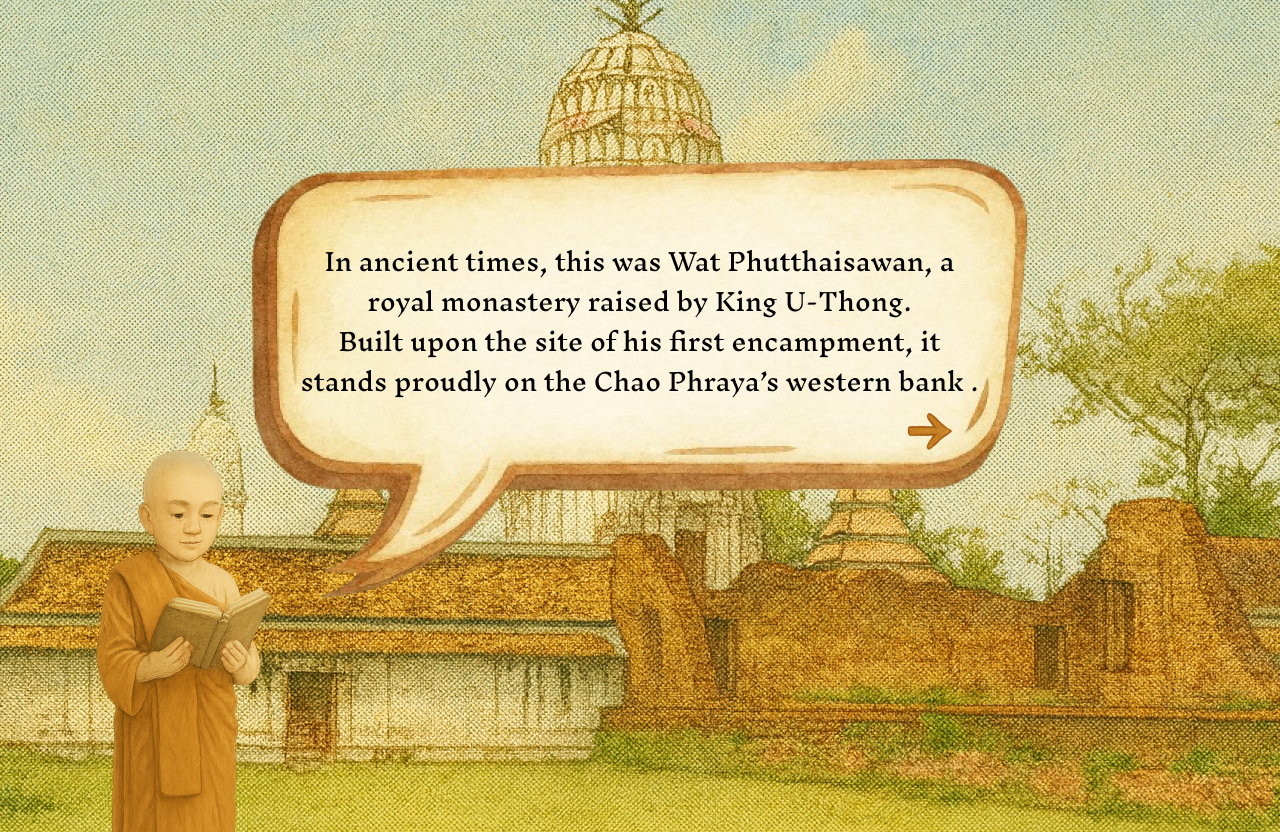 In ancient times, this was Wat Phutthaisawan, a
royal monastery raised by King U-Thong.
Built upon the site of his first encampment, it
stands proudly on the Chao Phraya’s western bank .